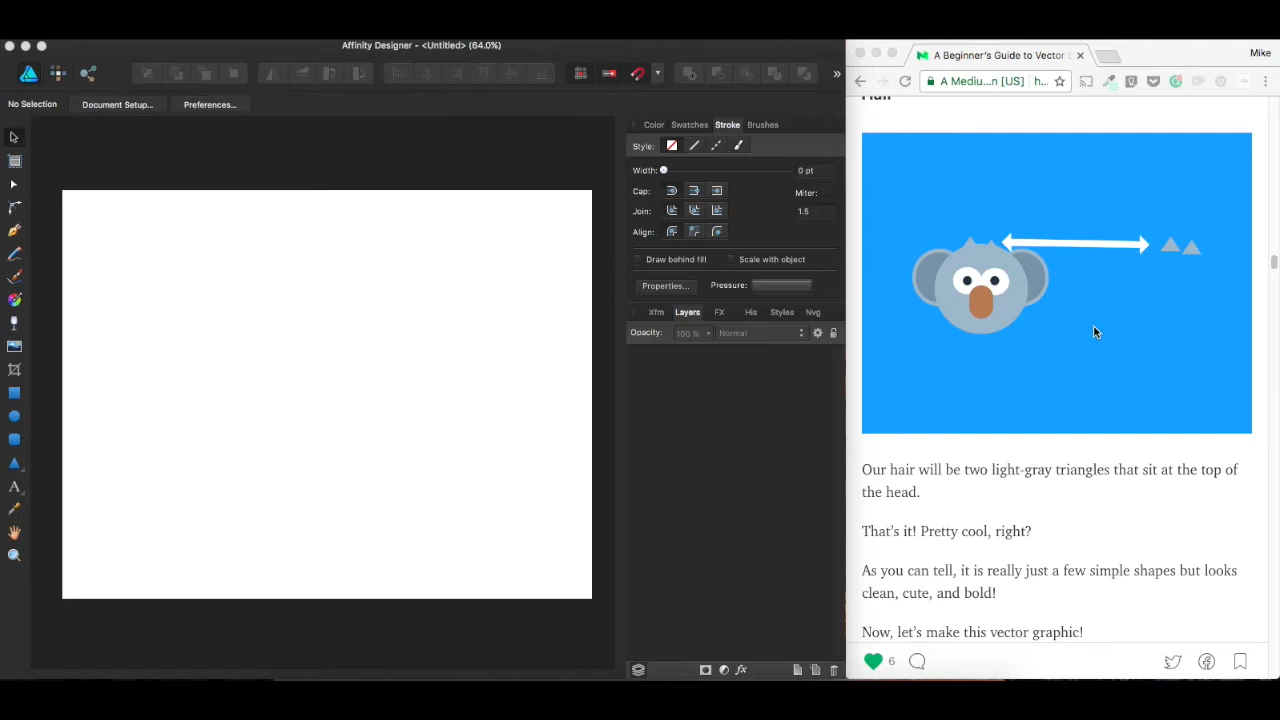 Affinity Designer - <Untitled> (64.0%)
No Selection
Document Setup...
Preferences...
Color Swatches Stroke Brushes
Style:
Width: 0 pt
Cap: Miter:
Join: 1.5
Align:
Draw behind fill Scale with object
Properties... Pressure:
Xfm Layers FX His Styles Nvg
Opacity: 100 % Normal
fx
A
A Beginner's Guide to Vector
Mike
A Mediu...n [US] h...
Hair
Our hair will be two light-gray triangles that sit at the top of
the head.
That's it! Pretty cool, right?
As you can tell, it is really just a few simple shapes but looks
clean, cute, and bold!
Now, let's make this vector graphic!
6